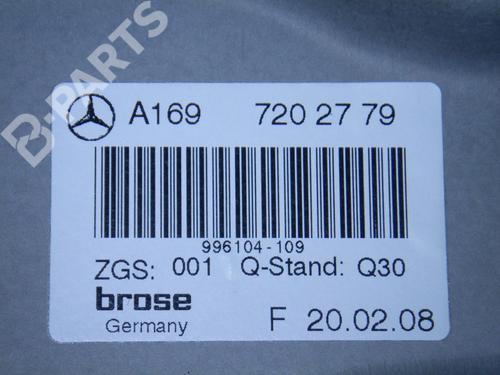 B-PARTS
A169 720 27 79
996104-109
ZGS: 001 Q-Stand: Q30
brose
Germany F 20.02.08